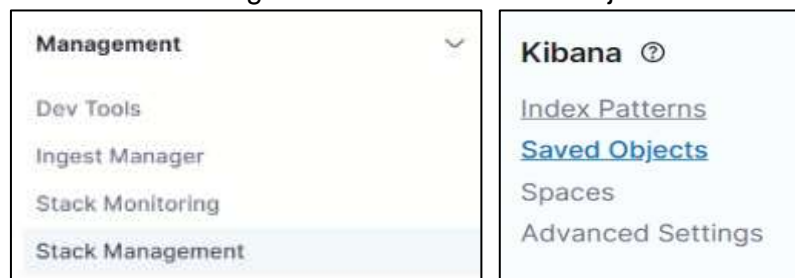 Management
Dev Tools
Ingest Manager
Stack Monitoring
Stack Management
Kibana
Index Patterns
Saved Objects
Spaces
Advanced Settings